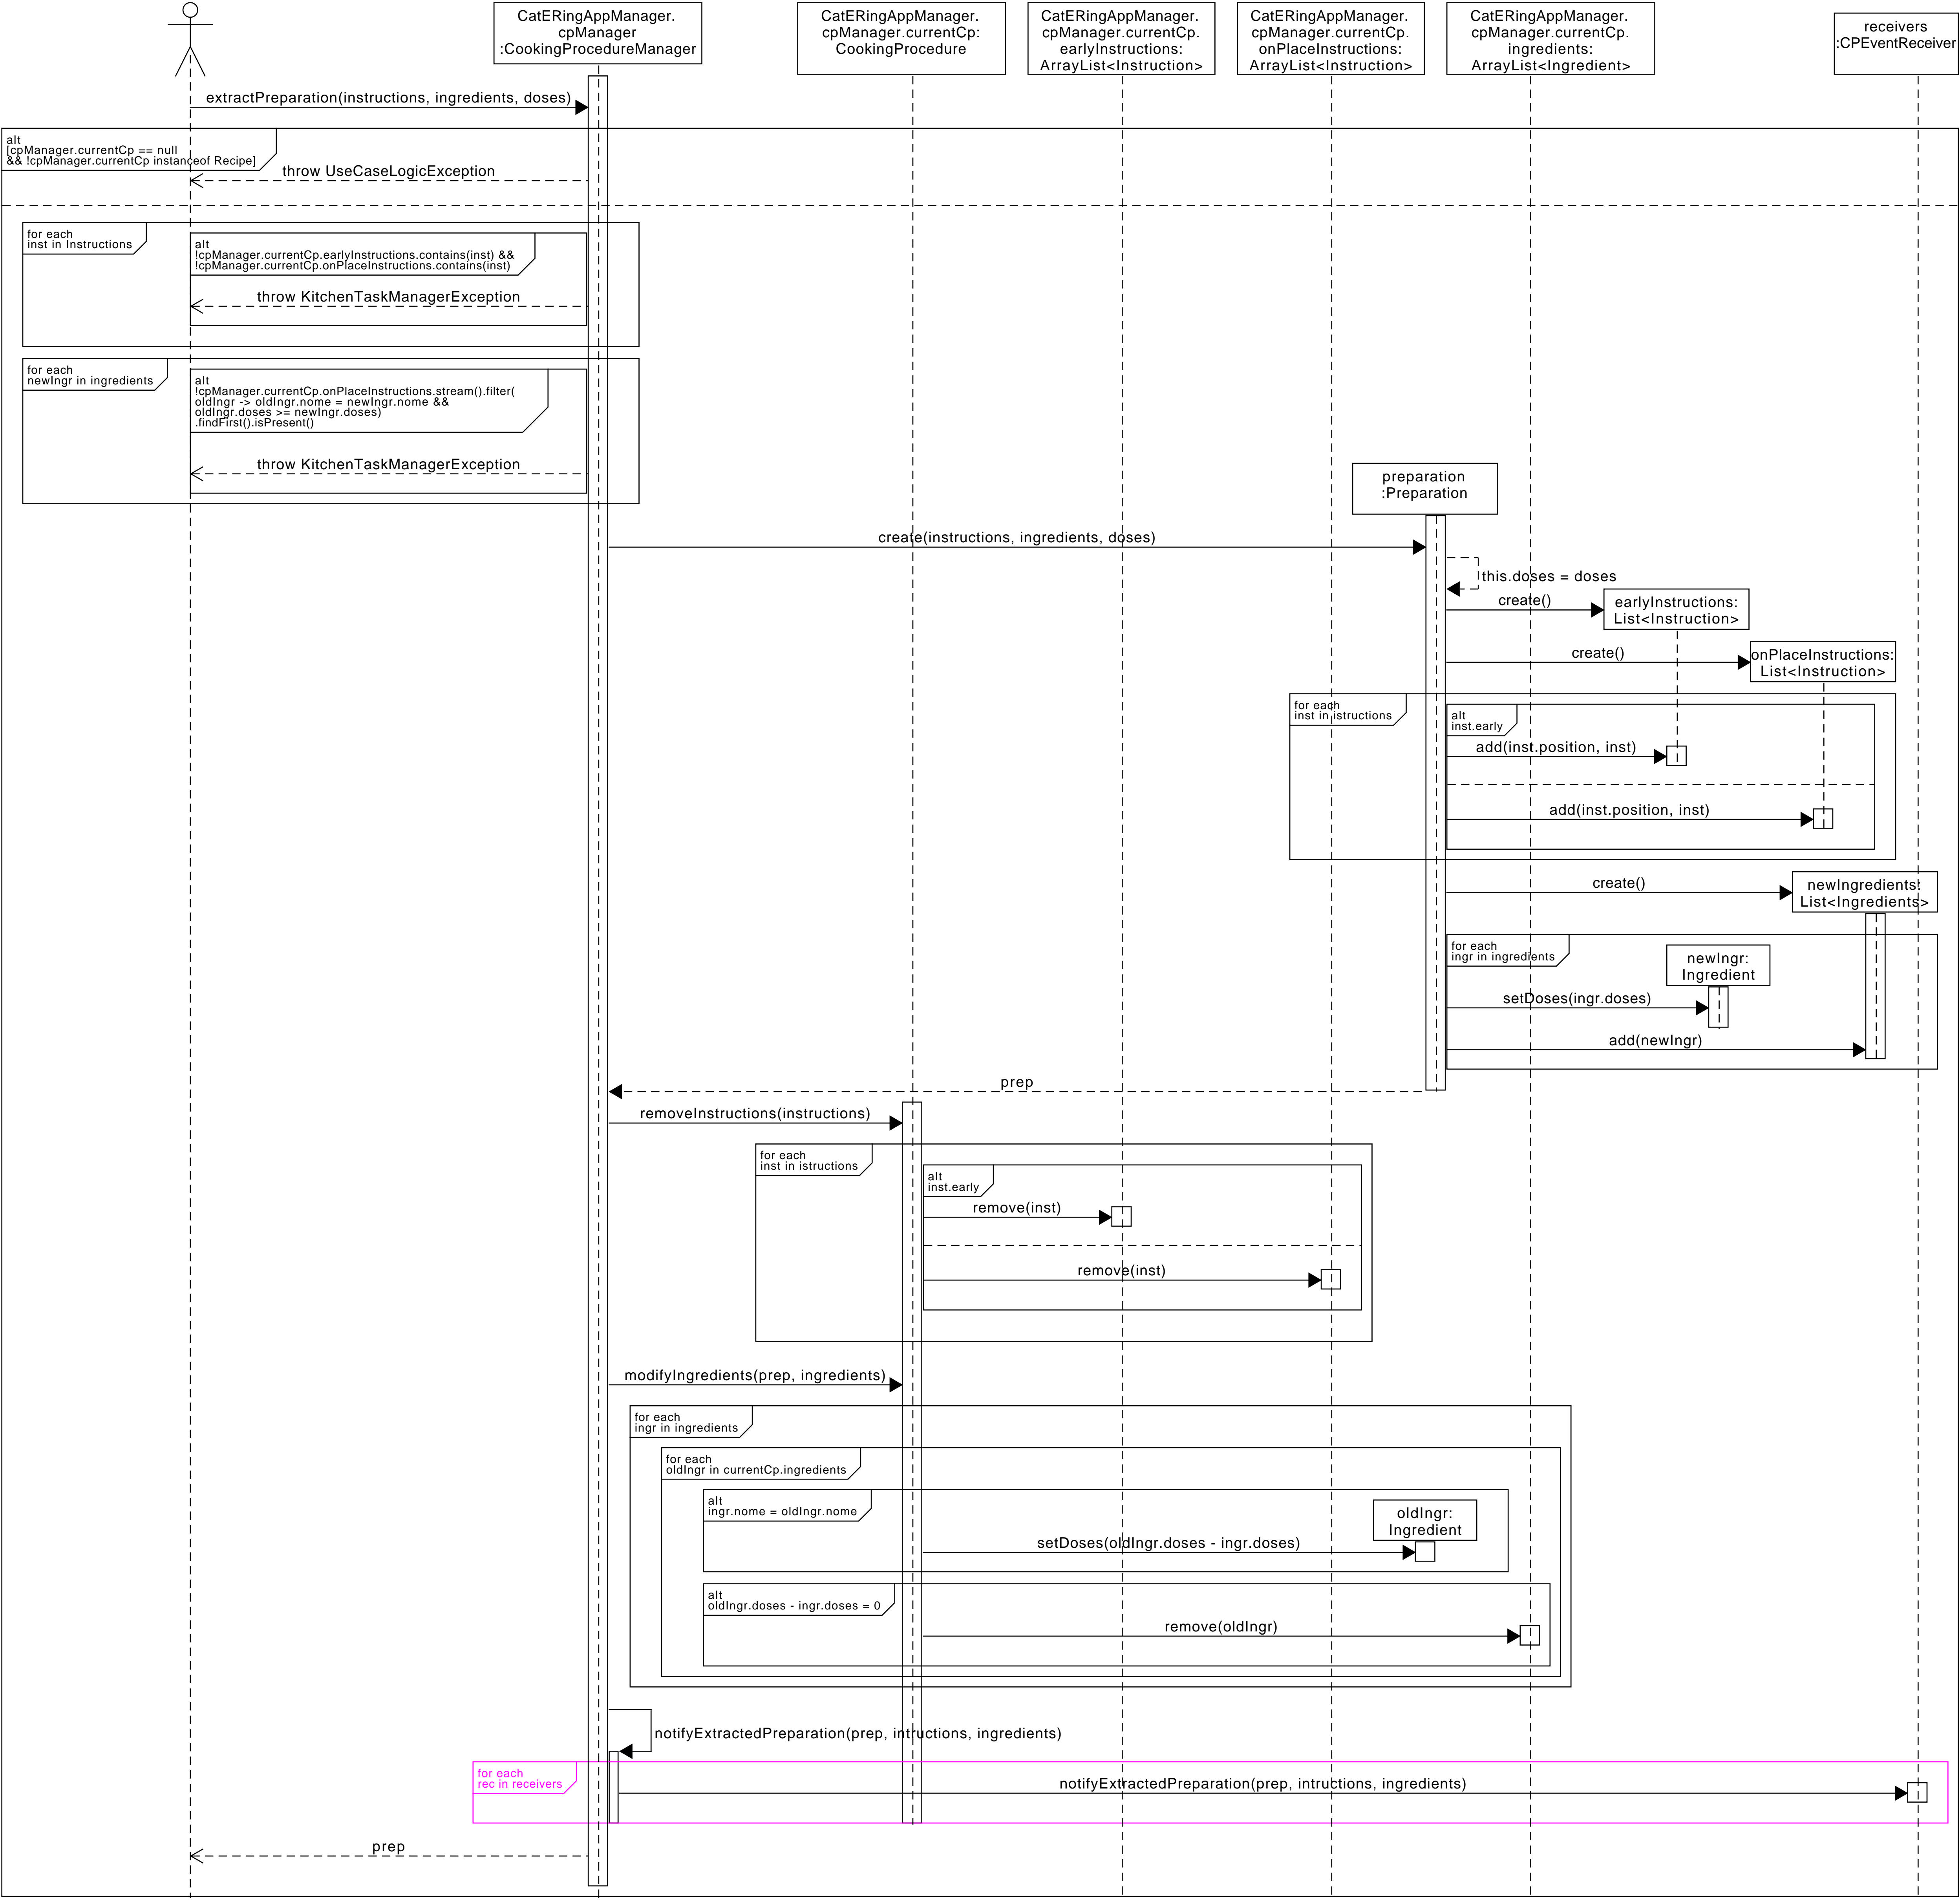 CatERingAppManager.
cpManager
:CookingProcedureManager
CatERingAppManager.
cpManager.currentCp:
CookingProcedure
CatERingAppManager.
cpManager.currentCp.
earlyInstructions:
ArrayList<Instruction>
CatERingAppManager.
cpManager.currentCp.
onPlaceInstructions:
ArrayList<Instruction>
CatERingAppManager.
cpManager.currentCp.
ingredients:
ArrayList<Ingredient>
receivers
:CPEventReceiver
extractPreparation(instructions, ingredients, doses)
alt
[cpManager.currentCp == null
&& !cpManager.currentCp instanceof Recipe]
throw UseCaseLogicException
for each
inst in Instructions
alt
!cpManager.currentCp.earlyInstructions.contains(inst) &&
!cpManager.currentCp.onPlaceInstructions.contains(inst)
throw KitchenTaskManagerException
for each
newIngr in ingredients
alt
!cpManager.currentCp.onPlaceInstructions.stream().filter(
oldIngr -> oldIngr.nome = newIngr.nome &&
oldIngr.doses >= newIngr.doses)
.findFirst().isPresent()
throw KitchenTaskManagerException
preparation
:Preparation
create(instructions, ingredients, doses)
this.doses = doses
create()
earlyInstructions:
List<Instruction>
create()
onPlaceInstructions:
List<Instruction>
for each
inst in istructions
alt
inst.early
add(inst.position, inst)
add(inst.position, inst)
create()
newIngredients:
List<Ingredients>
for each
ingr in ingredients
newIngr:
Ingredient
setDoses(ingr.doses)
add(newIngr)
prep
removeInstructions(instructions)
for each
inst in istructions
alt
inst.early
remove(inst)
remove(inst)
modifyIngredients(prep, ingredients)
for each
ingr in ingredients
for each
oldIngr in currentCp.ingredients
alt
ingr.nome = oldIngr.nome
oldIngr:
Ingredient
setDoses(oldIngr.doses - ingr.doses)
alt
oldIngr.doses - ingr.doses = 0
remove(oldIngr)
notifyExtractedPreparation(prep, intructions, ingredients)
for each
rec in receivers
notifyExtractedPreparation(prep, intructions, ingredients)
prep